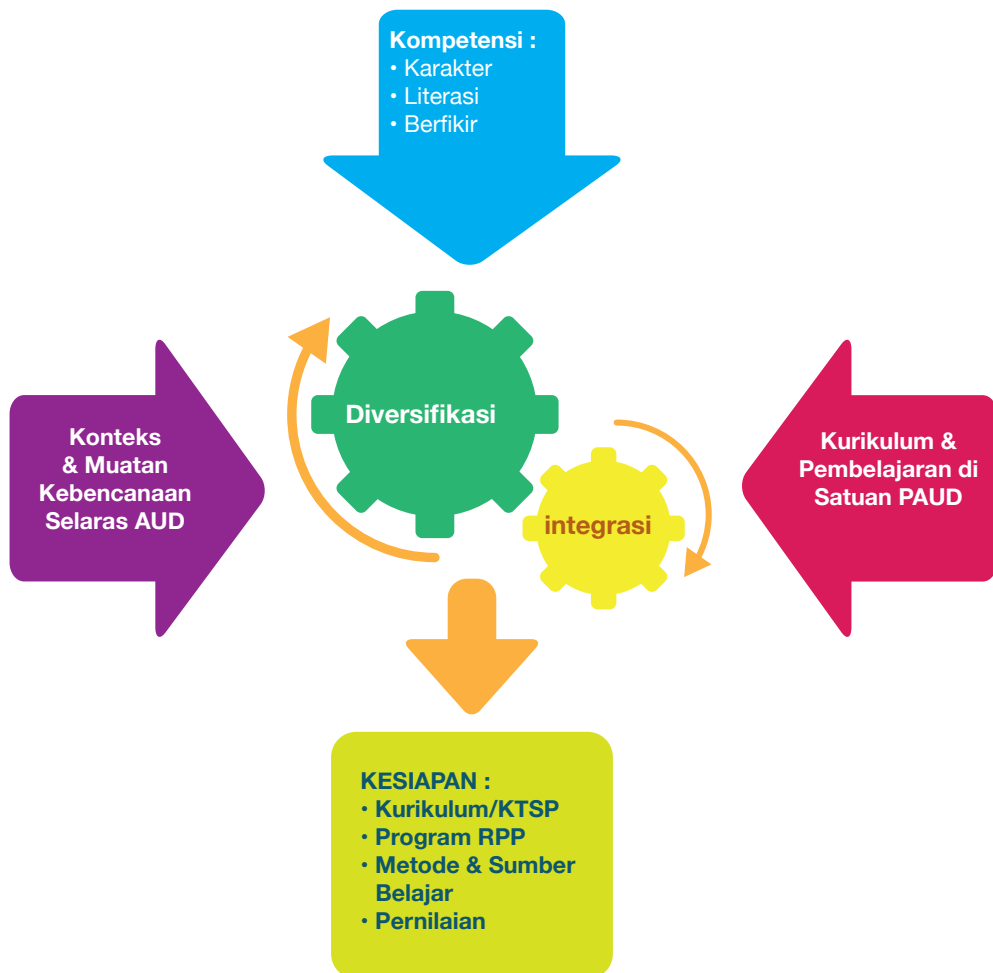 Kompetensi :
• Karakter
• Literasi
• Berfikir
Diversifikasi
Konteks
& Muatan
Kebencanaan
Selaras AUD
integrasi
Kurikulum &
Pembelajaran di
Satuan PAUD
KESIAPAN :
• Kurikulum/KTSP
• Program RPP
• Metode & Sumber
Belajar
• Pernilaian